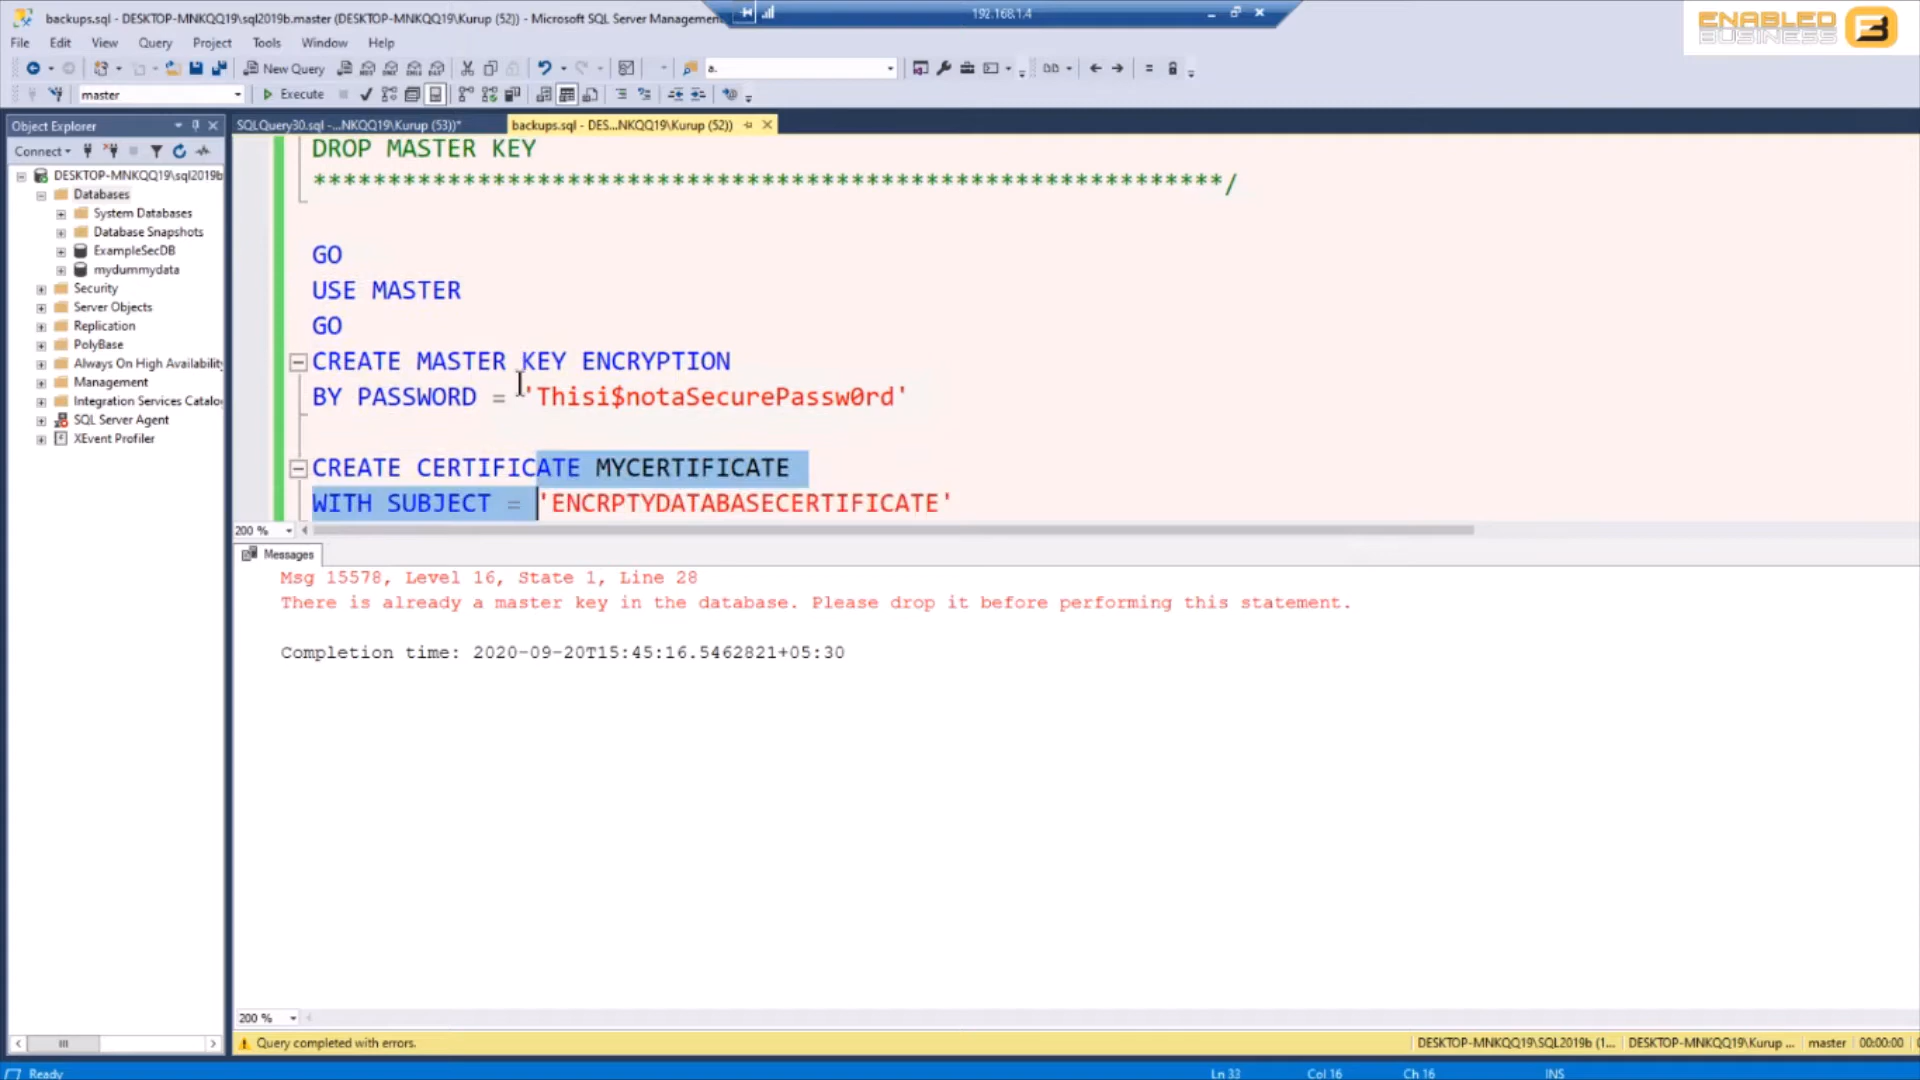 backups.sql - DESKTOP-MNKQQ19\sql2019b.master (DESKTOP-MNKQQ19\Kurup (52)) - Microsoft SQL Server Managemen
192.168.1.4
ENABLED
BUSINESS
File Edit View Query Project Tools Window Help
New Query
a.
master
Execute
Object Explorer
SQLQuery30.sql -...NKQQ19\Kurup (53))*
backups.sql - DES...NKQQ19\Kurup (52))
Connect
DESKTOP-MNKQQ19\sql2019b
Databases
System Databases
Database Snapshots
ExampleSecDB
mydummydata
Security
Server Objects
Replication
PolyBase
Always On High Availability
Management
Integration Services Catalo
SQL Server Agent
XEvent Profiler
DROP MASTER KEY
*************************************************************/
GO
USE MASTER
GO
CREATE MASTER KEY ENCRYPTION
BY PASSWORD = 'Thisi$notaSecurePassw0rd'
CREATE CERTIFICATE MYCERTIFICATE
WITH SUBJECT = 'ENCRPTYDATABASECERTIFICATE'
200 %
Messages
Msg 15578, Level 16, State 1, Line 28
There is already a master key in the database. Please drop it before performing this statement.
Completion time: 2020-09-20T15:45:16.5462821+05:30
200 %
Query completed with errors.
DESKTOP-MNKQQ19\SQL2019b (1...
DESKTOP-MNKQQ19\Kurup ...
master
00:00:00
Ready
Ln 33
Col 16
Ch 16
INS